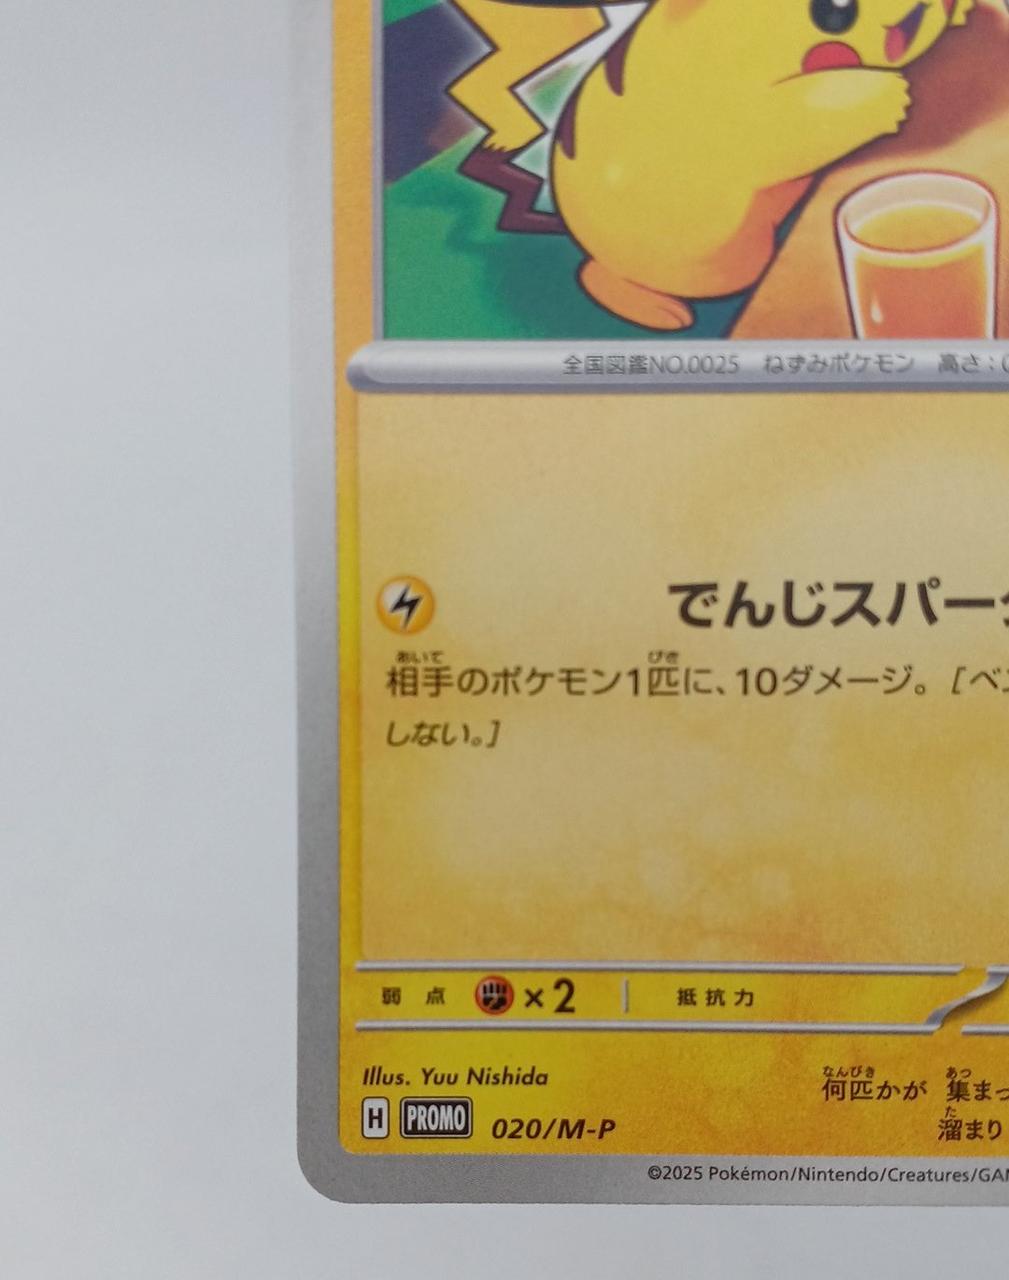 全国図鑑NO.0025 ねずみポケモン 高さ：
でんじスパー
あいて びき
相手のポケモン1匹に、10ダメージ。［ベ
しない。］
弱点 ×2 抵抗力
Illus. Yuu Nishida
なんびき あつ
何匹かが 集まっ
H PROMO 020/M-P
た
溜まり
©2025 Pokémon/Nintendo/Creatures/GA